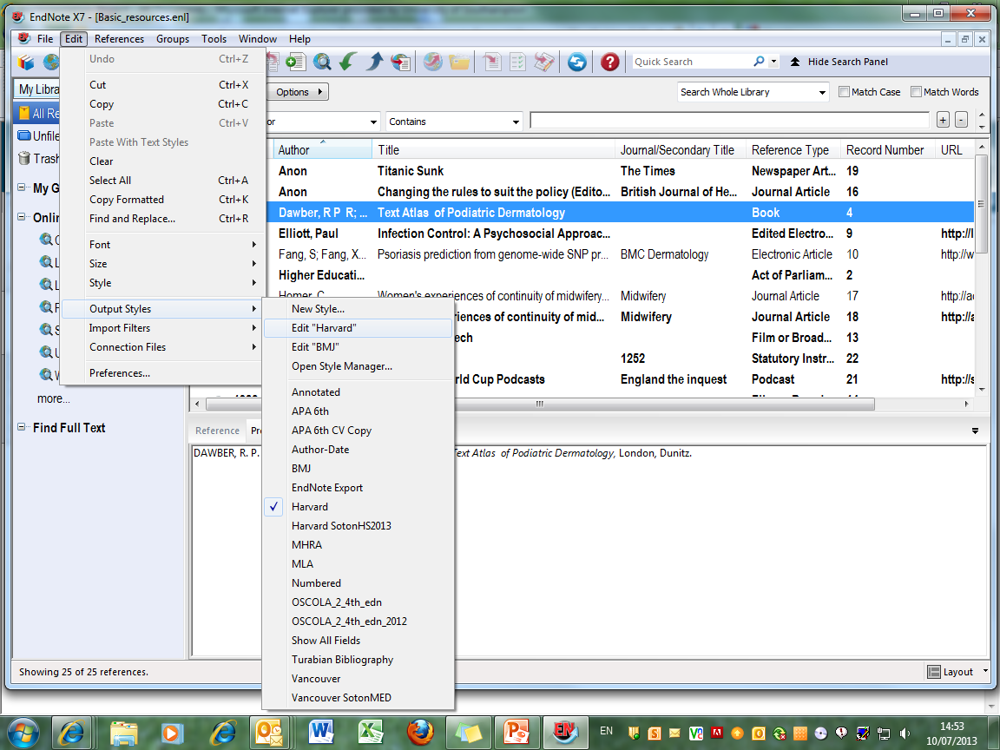 EndNote X7 - [Basic_resources.enl]
File Edit References Groups Tools Window Help
Quick Search
Hide Search Panel
My Libra
Options
Search Whole Library
Match Case
Match Words
Contains
+ -
All Re
Unfile
Trash
My G
Onlin
more...
Find Full Text
Undo Ctrl+Z
Cut Ctrl+X
Copy Ctrl+C
Paste Ctrl+V
Paste With Text Styles
Clear
Select All Ctrl+A
Copy Formatted Ctrl+K
Find and Replace... Ctrl+R
Font
Size
Style
Output Styles
Import Filters
Connection Files
Preferences...
New Style...
Edit "Harvard"
Edit "BMJ"
Open Style Manager...
Annotated
APA 6th
APA 6th CV Copy
Author-Date
BMJ
EndNote Export
Harvard
Harvard SotonHS2013
MHRA
MLA
Numbered
OSCOLA_2_4th_edn
OSCOLA_2_4th_edn_2012
Show All Fields
Turabian Bibliography
Vancouver
Vancouver SotonMED
Author Title Journal/Secondary Title Reference Type Record Number URL
Anon Titanic Sunk The Times Newspaper Art... 19
Anon Changing the rules to suit the policy (Edito... British Journal of He... Journal Article 16
Dawber, R P R; ... Text Atlas of Podiatric Dermatology Book 4
Elliott, Paul Infection Control: A Psychosocial Approac... Edited Electro... 9 http://l
Fang, S; Fang, X... Psoriasis prediction from genome-wide SNP pr... BMC Dermatology Electronic Article 10 http://w
Higher Educati... Act of Parliam... 2
Homer, C Women's experiences of continuity of midwifery... Midwifery Journal Article 17 http://ac
iences of continuity of mid... Midwifery Journal Article 18 http://a
ech Film or Broad... 13
1252 Statutory Instr... 22
rld Cup Podcasts England the inquest Podcast 21 http://s
Reference Pr
DAWBER, R. P. Text Atlas of Podiatric Dermatology, London, Dunitz.
Showing 25 of 25 references.
Layout
EN
14:53
10/07/2013